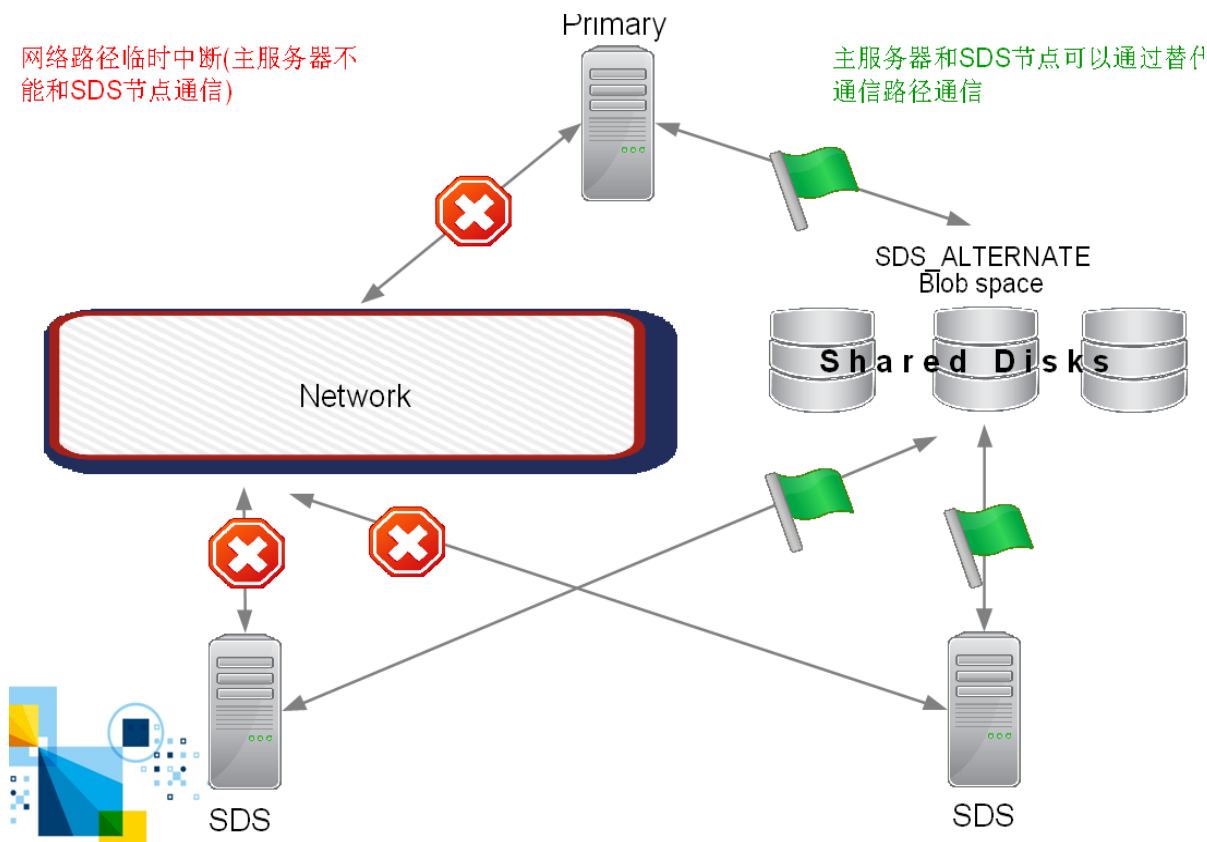 Primary
网络路径临时中断(主服务器不
能和SDS节点通信)
主服务器和SDS节点可以通过替代
通信路径通信
SDS_ALTERNATE
Blob space
Shared Disks
Network
SDS
SDS